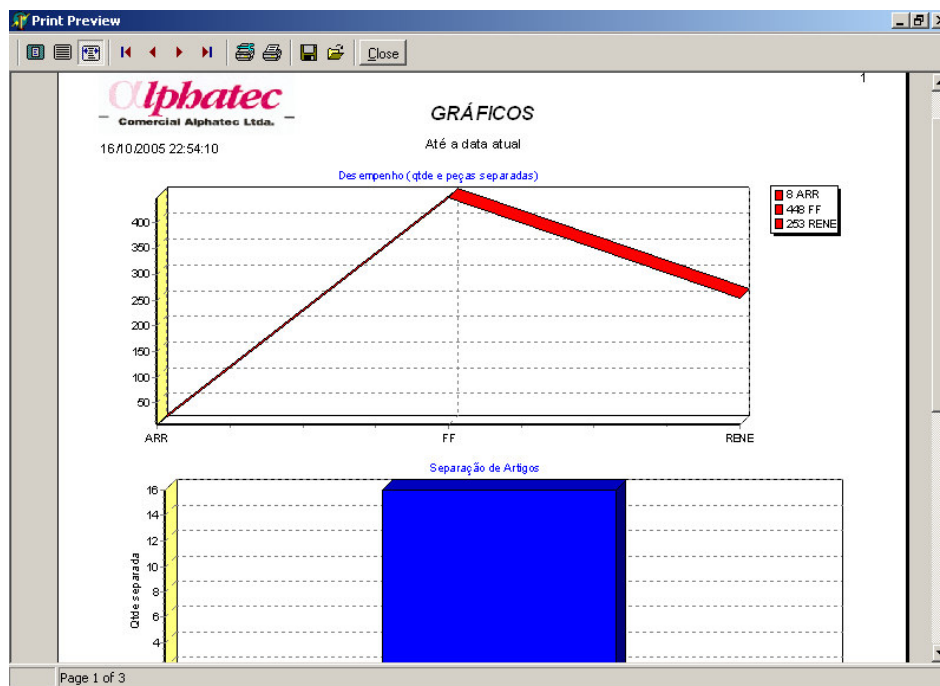 Print Preview
Close
1
αlphatec
Comercial Alphatec Ltda.
GRÁFICOS
16/10/2005 22:54:10
Até a data atual
Desempenho (qtde e peças separadas)
8 ARR
448 FF
253 RENE
400
350
300
250
200
150
100
50
ARR FF RENE
Separação de Artigos
Qtde separada
16
14
12
10
8
6
4
Page 1 of 3